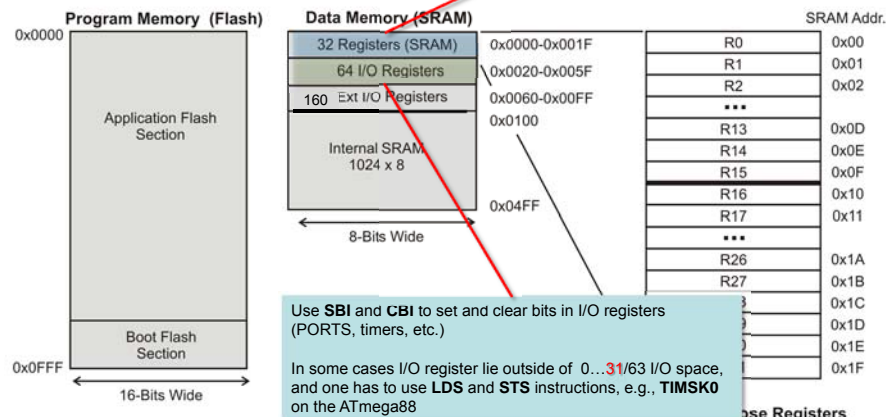 Program Memory (Flash)
0x0000
Application Flash
Section
Boot Flash
Section
0x0FFF
16-Bits Wide
Data Memory (SRAM)
32 Registers (SRAM)
64 I/O Registers
160 Ext I/O Registers
Internal SRAM
1024 x 8
8-Bits Wide
0x0000-0x001F
0x0020-0x005F
0x0060-0x00FF
0x0100
0x04FF
SRAM Addr.
R0 0x00
R1 0x01
R2 0x02
...
R13 0x0D
R14 0x0E
R15 0x0F
R16 0x10
R17 0x11
...
R26 0x1A
R27 0x1B
0x1C
0x1D
0x1E
0x1F
Registers
Use SBI and CBI to set and clear bits in I/O registers
(PORTS, timers, etc.)
In some cases I/O register lie outside of 0...31/63 I/O space,
and one has to use LDS and STS instructions, e.g., TIMSK0
on the ATmega88